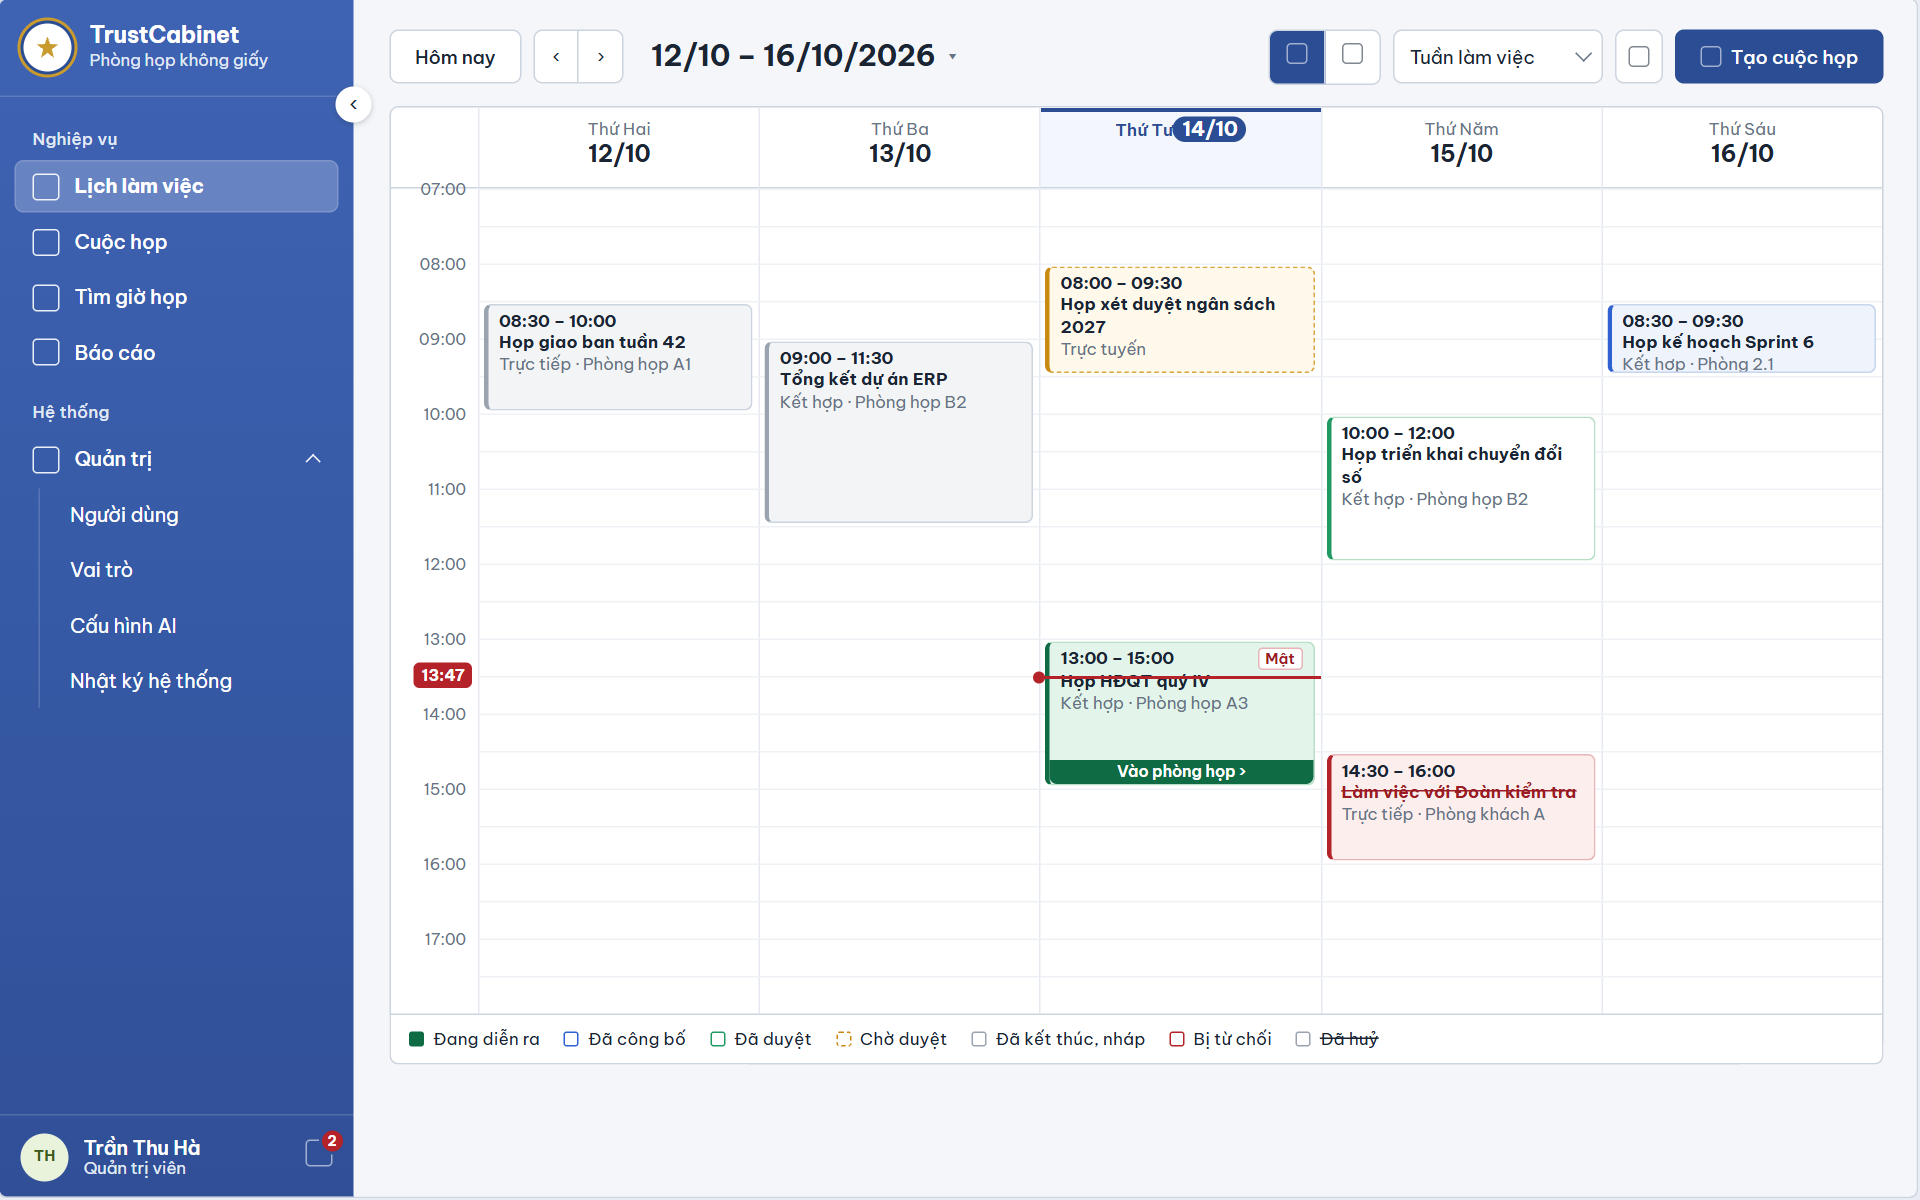 TrustCabinet
Phòng họp không giấy
Nghiệp vụ
Lịch làm việc
Cuộc họp
Tìm giờ họp
Báo cáo
Hệ thống
Quản trị
Người dùng
Vai trò
Cấu hình AI
Nhật ký hệ thống
TH
Trần Thu Hà
Quản trị viên
2
Hôm nay
12/10 – 16/10/2026
Tuần làm việc
Tạo cuộc họp
Thứ Hai
12/10
Thứ Ba
13/10
Thứ Tư 14/10
Thứ Năm
15/10
Thứ Sáu
16/10
07:00
08:00
09:00
10:00
11:00
12:00
13:00
13:47
14:00
15:00
16:00
17:00
08:30 – 10:00
Họp giao ban tuần 42
Trực tiếp · Phòng họp A1
09:00 – 11:30
Tổng kết dự án ERP
Kết hợp · Phòng họp B2
08:00 – 09:30
Họp xét duyệt ngân sách
2027
Trực tuyến
13:00 – 15:00
Mật
Họp HĐQT quý IV
Kết hợp · Phòng họp A3
Vào phòng họp ›
10:00 – 12:00
Họp triển khai chuyển đổi
số
Kết hợp · Phòng họp B2
14:30 – 16:00
Làm việc với Đoàn kiểm tra
Trực tiếp · Phòng khách A
08:30 – 09:30
Họp kế hoạch Sprint 6
Kết hợp · Phòng 2.1
Đang diễn ra
Đã công bố
Đã duyệt
Chờ duyệt
Đã kết thúc, nháp
Bị từ chối
Đã huỷ